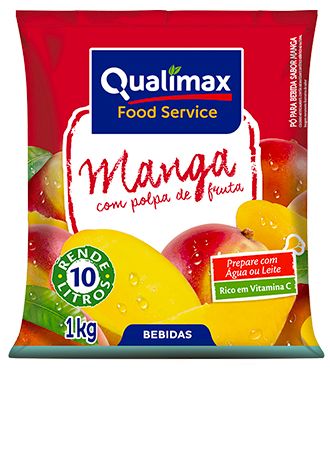 Qualimax
Food Service
Manga
com polpa de fruta
RENDE
10
LITROS
1kg
Prepare com
Água ou Leite
Rico em Vitamina C
BEBIDAS
PÓ PARA BEBIDA SABOR MANGA